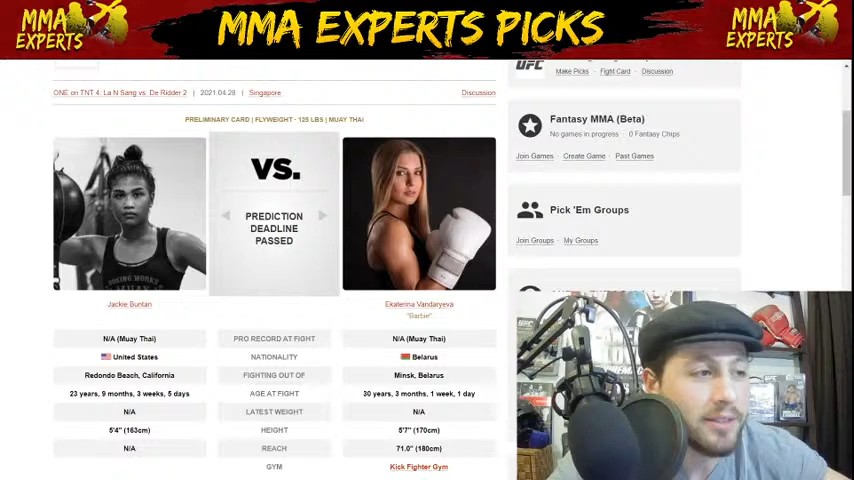 MMA
EXPERTS
MMA EXPERTS PICKS
MMA
EXPERTS
ONE on TNT 4: La N Sang vs. De Ridder 2 | 2021.04.28 | Singapore
Discussion
PRELIMINARY CARD | FLYWEIGHT · 125 LBS | MUAY THAI
VS.
PREDICTION
DEADLINE
PASSED
BOXING WORKS
Jackie Buntan
Ekaterina Vandaryeva
"Barbie"
N/A (Muay Thai) PRO RECORD AT FIGHT N/A (Muay Thai)
United States NATIONALITY Belarus
Redondo Beach, California FIGHTING OUT OF Minsk, Belarus
23 years, 9 months, 3 weeks, 5 days AGE AT FIGHT 30 years, 3 months, 1 week, 1 day
N/A LATEST WEIGHT N/A
5'4" (163cm) HEIGHT 5'7" (170cm)
N/A REACH 71.0" (180cm)
GYM Kick Fighter Gym
UFC
Make Picks · Fight Card · Discussion
Fantasy MMA (Beta)
No games in progress · 0 Fantasy Chips
Join Games · Create Game · Past Games
Pick 'Em Groups
Join Groups · My Groups